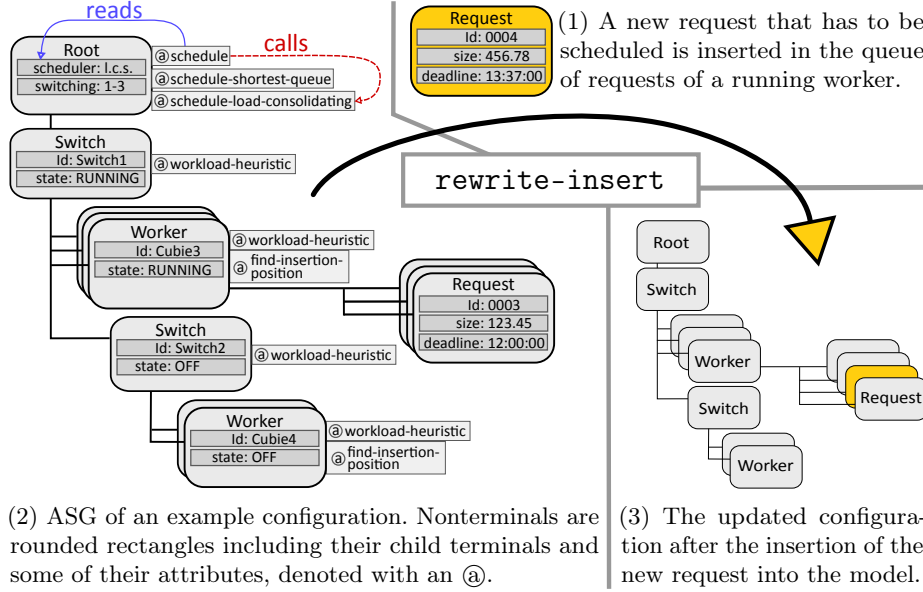 reads
calls
Root
scheduler: l.c.s.
switching: 1-3
@schedule
@schedule-shortest-queue
@schedule-load-consolidating
Request
Id: 0004
size: 456.78
deadline: 13:37:00
(1) A new request that has to be
scheduled is inserted in the queue
of requests of a running worker.
Switch
Id: Switch1
state: RUNNING
@workload-heuristic
rewrite-insert
Worker
Id: Cubie3
state: RUNNING
@workload-heuristic
@find-insertion-
position
Request
Id: 0003
size: 123.45
deadline: 12:00:00
Switch
Id: Switch2
state: OFF
@workload-heuristic
Worker
Id: Cubie4
state: OFF
@workload-heuristic
@find-insertion-
position
Root
Switch
Worker
Request
Switch
Worker
(2) ASG of an example configuration. Nonterminals are
rounded rectangles including their child terminals and
some of their attributes, denoted with an ⓐ.
(3) The updated configura-
tion after the insertion of the
new request into the model.